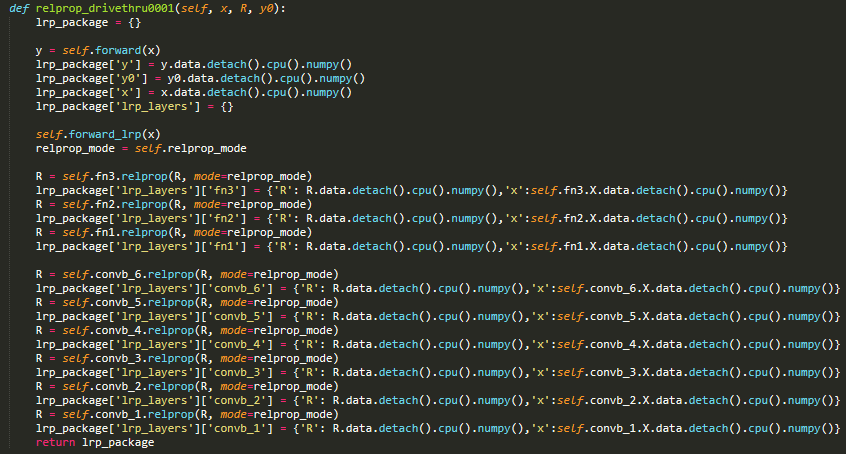 def relprop_drivethru0001(self, x, R, y0):
    lrp_package = {}

    y = self.forward(x)
    lrp_package['y'] = y.data.detach().cpu().numpy()
    lrp_package['y0'] = y0.data.detach().cpu().numpy()
    lrp_package['x'] = x.data.detach().cpu().numpy()
    lrp_package['lrp_layers'] = {}

    self.forward_lrp(x)
    relprop_mode = self.relprop_mode

    R = self.fn3.relprop(R, mode=relprop_mode)
    lrp_package['lrp_layers']['fn3'] = {'R': R.data.detach().cpu().numpy(),'x':self.fn3.X.data.detach().cpu().numpy()}
    R = self.fn2.relprop(R, mode=relprop_mode)
    lrp_package['lrp_layers']['fn2'] = {'R': R.data.detach().cpu().numpy(),'x':self.fn2.X.data.detach().cpu().numpy()}
    R = self.fn1.relprop(R, mode=relprop_mode)
    lrp_package['lrp_layers']['fn1'] = {'R': R.data.detach().cpu().numpy(),'x':self.fn1.X.data.detach().cpu().numpy()}

    R = self.convb_6.relprop(R, mode=relprop_mode)
    lrp_package['lrp_layers']['convb_6'] = {'R': R.data.detach().cpu().numpy(),'x':self.convb_6.X.data.detach().cpu().numpy()}
    R = self.convb_5.relprop(R, mode=relprop_mode)
    lrp_package['lrp_layers']['convb_5'] = {'R': R.data.detach().cpu().numpy(),'x':self.convb_5.X.data.detach().cpu().numpy()}
    R = self.convb_4.relprop(R, mode=relprop_mode)
    lrp_package['lrp_layers']['convb_4'] = {'R': R.data.detach().cpu().numpy(),'x':self.convb_4.X.data.detach().cpu().numpy()}
    R = self.convb_3.relprop(R, mode=relprop_mode)
    lrp_package['lrp_layers']['convb_3'] = {'R': R.data.detach().cpu().numpy(),'x':self.convb_3.X.data.detach().cpu().numpy()}
    R = self.convb_2.relprop(R, mode=relprop_mode)
    lrp_package['lrp_layers']['convb_2'] = {'R': R.data.detach().cpu().numpy(),'x':self.convb_2.X.data.detach().cpu().numpy()}
    R = self.convb_1.relprop(R, mode=relprop_mode)
    lrp_package['lrp_layers']['convb_1'] = {'R': R.data.detach().cpu().numpy(),'x':self.convb_1.X.data.detach().cpu().numpy()}
    return lrp_package